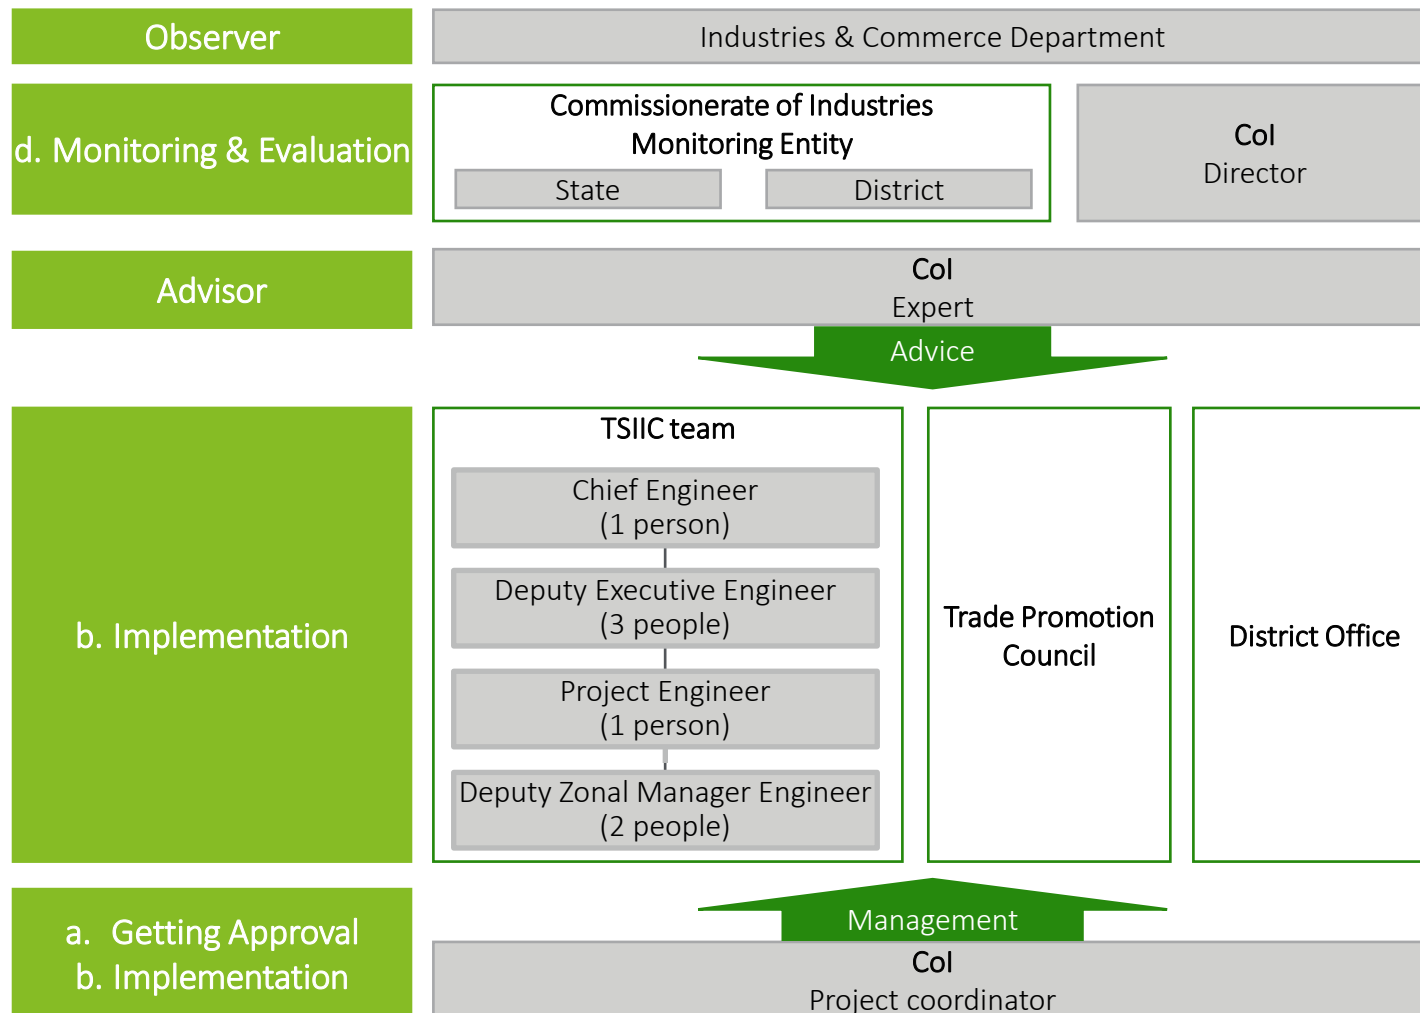 Observer
Industries & Commerce Department
d. Monitoring & Evaluation
Commissionerate of Industries
Monitoring Entity
State
District
CoI
Director
Advisor
CoI
Expert
Advice
b. Implementation
TSIIC team
Chief Engineer
(1 person)
Deputy Executive Engineer
(3 people)
Project Engineer
(1 person)
Deputy Zonal Manager Engineer
(2 people)
Trade Promotion
Council
District Office
a. Getting Approval
b. Implementation
Management
CoI
Project coordinator